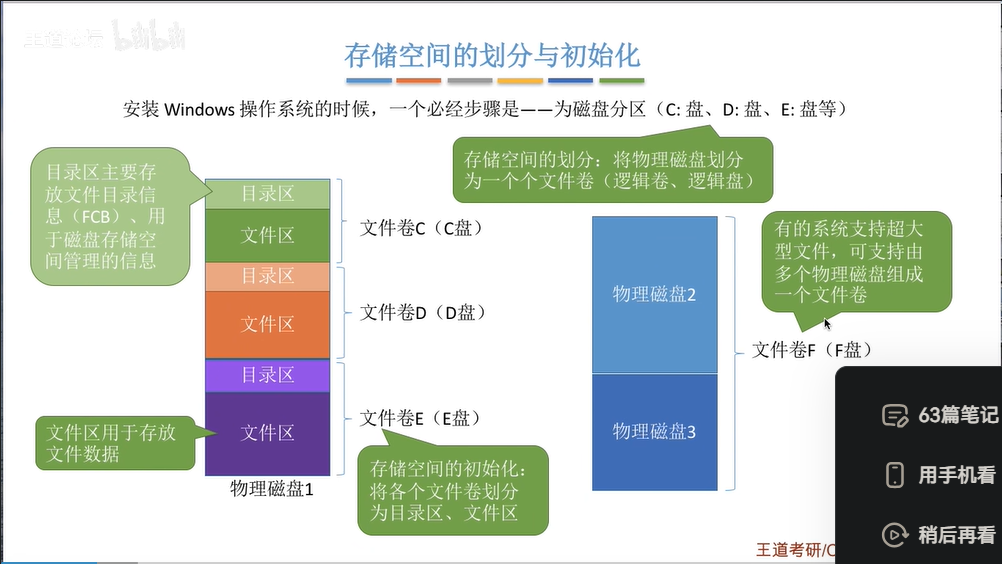 王道考研 bilibili
存储空间的划分与初始化
安装 Windows 操作系统的时候，一个必经步骤是——为磁盘分区（C: 盘、D: 盘、E: 盘等）
存储空间的划分：将物理磁盘划分
为一个个文件卷（逻辑卷、逻辑盘）
目录区主要存
放文件目录信
息（FCB）、用
于磁盘存储空
间管理的信息
目录区
文件区
文件卷C（C盘）
目录区
文件区
文件卷D（D盘）
目录区
文件区
文件卷E（E盘）
文件区用于存放
文件数据
物理磁盘1
存储空间的初始化：
将各个文件卷划分
为目录区、文件区
物理磁盘2
物理磁盘3
有的系统支持超大
型文件，可支持由
多个物理磁盘组成
一个文件卷
文件卷F（F盘）
63篇笔记
用手机看
稍后再看
王道考研/C